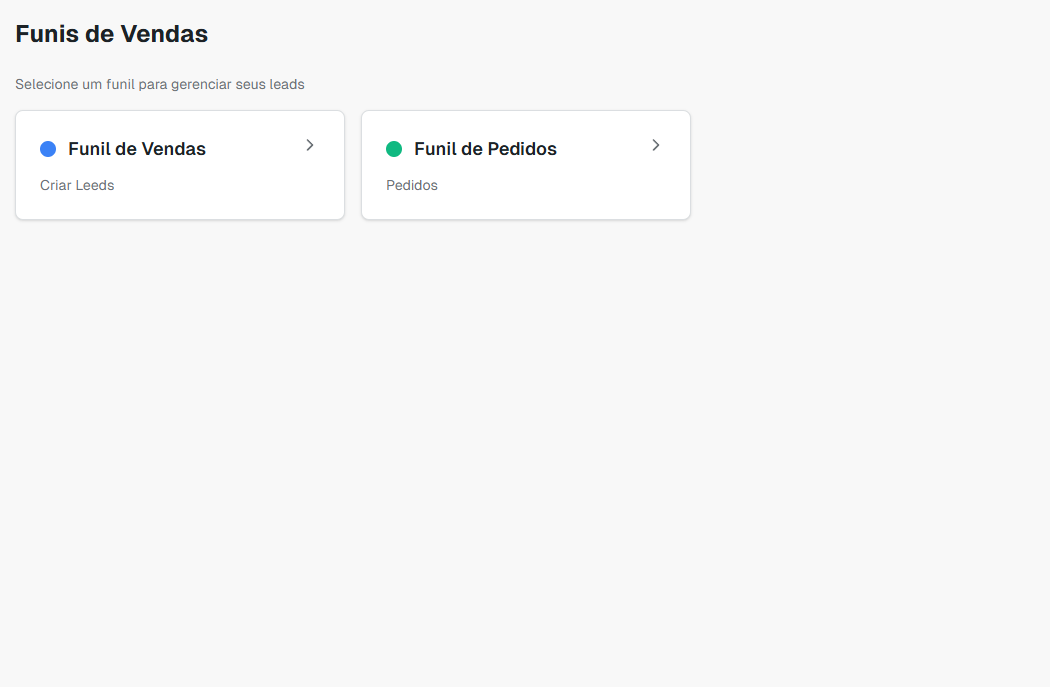 Funis de Vendas
Selecione um funil para gerenciar seus leads
Funil de Vendas
Criar Leeds
Funil de Pedidos
Pedidos